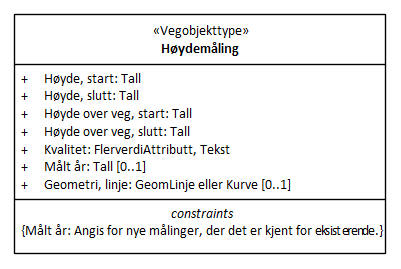 «Vegobjekttype»
Høydemåling
+ Høyde, start: Tall
+ Høyde, slutt: Tall
+ Høyde over veg, start: Tall
+ Høyde over veg, slutt: Tall
+ Kvalitet: FlerverdiAttributt, Tekst
+ Målt år: Tall [0..1]
+ Geometri, linje: GeomLinje eller Kurve [0..1]
constraints
{Målt år: Angis for nye målinger, der det er kjent for eksisterende.}